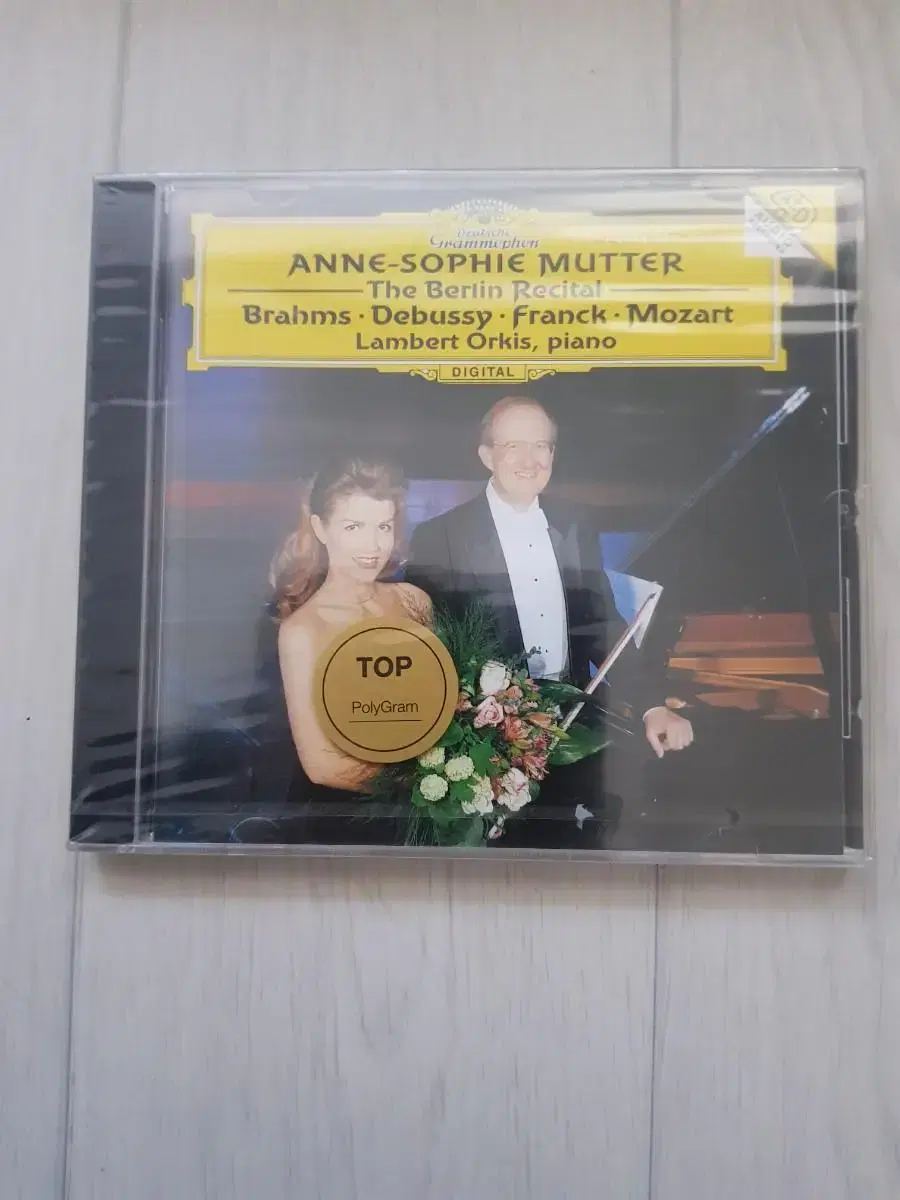 Deutsche
Grammophon
ANNE-SOPHIE MUTTER
The Berlin Recital
Brahms · Debussy · Franck · Mozart
Lambert Orkis, piano
DIGITAL
TOP
PolyGram